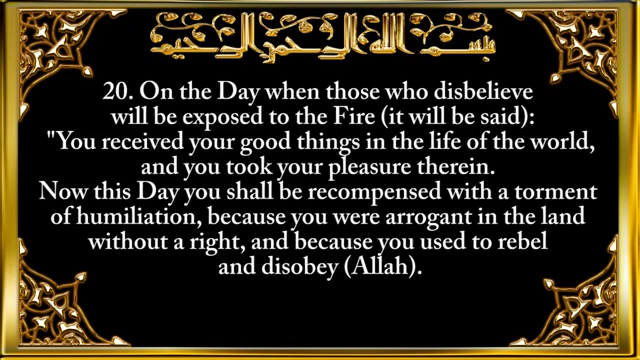 بسم الله الرحمن الرحيم
20. On the Day when those who disbelieve
will be exposed to the Fire (it will be said):
"You received your good things in the life of the world,
and you took your pleasure therein.
Now this Day you shall be recompensed with a torment
of humiliation, because you were arrogant in the land
without a right, and because you used to rebel
and disobey (Allah).